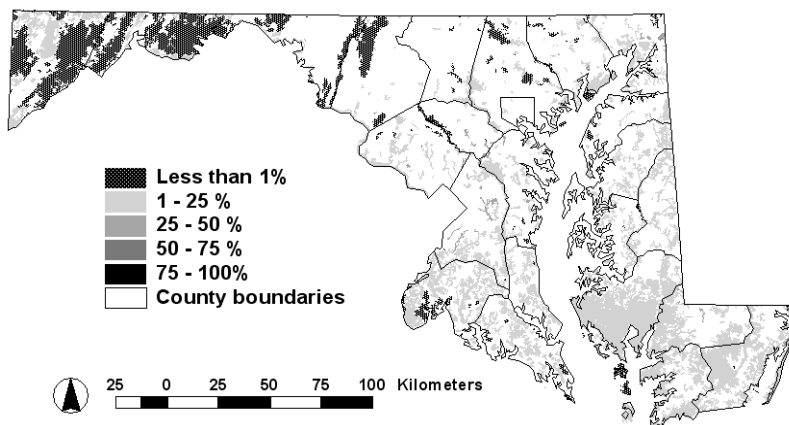 Less than 1%
1 - 25 %
25 - 50 %
50 - 75 %
75 - 100%
County boundaries
25 0 25 50 75 100 Kilometers